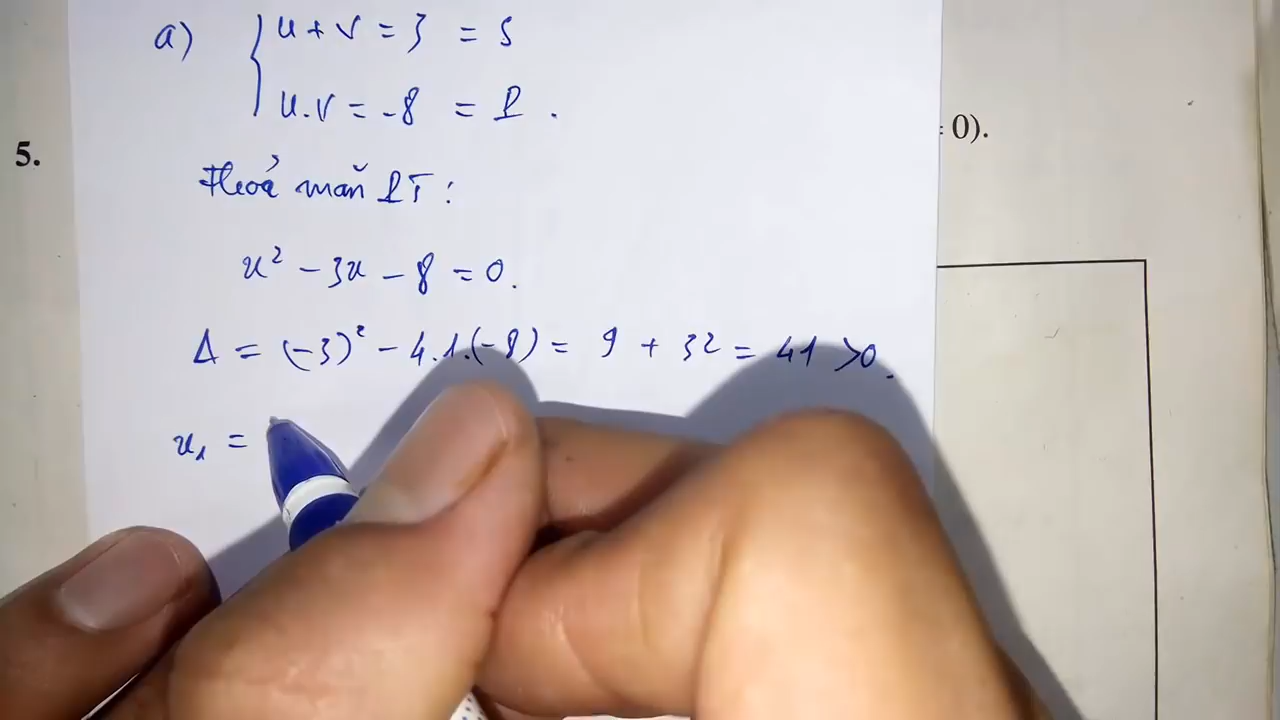 a) { u + v = 3 = S
u.v = -8 = P.
5.
= 0).
thoả mãn PT:
x² - 3x - 8 = 0.
Δ = (-3)² - 4.1.(-8) = 9 + 32 = 41 > 0.
x₁ =